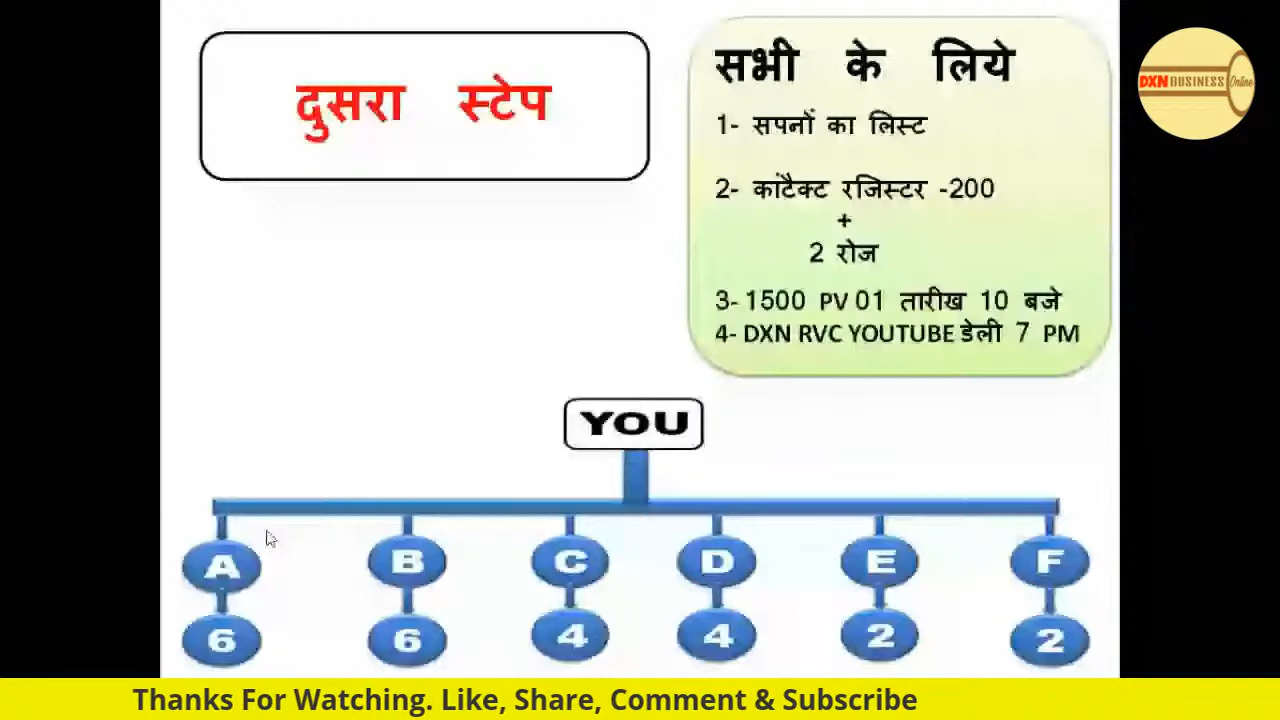 दुसरा स्टेप
सभी के लिये
1- सपनों का लिस्ट
2- कांटैक्ट रजिस्टर -200
+
2 रोज
3- 1500 PV 01 तारीख 10 बजे
4- DXN RVC YOUTUBE डेली 7 PM
DXN BUSINESS Online
YOU
A B C D E F
6 6 4 4 2 2
Thanks For Watching. Like, Share, Comment & Subscribe